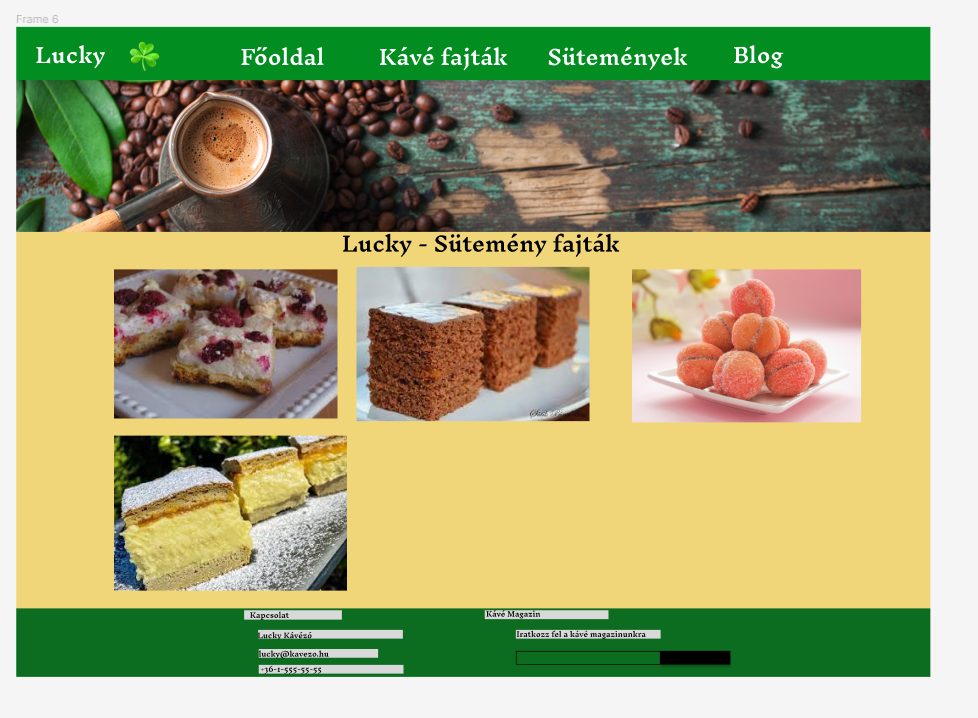 Frame 6
Lucky Főoldal Kávé fajták Sütemények Blog
Lucky - Sütemény fajták
Kapcsolat
Lucky Kávézó
lucky@kavezo.hu
+36-1-555-55-55
Kávé Magazin
Iratkozz fel a kávé magazinunkra